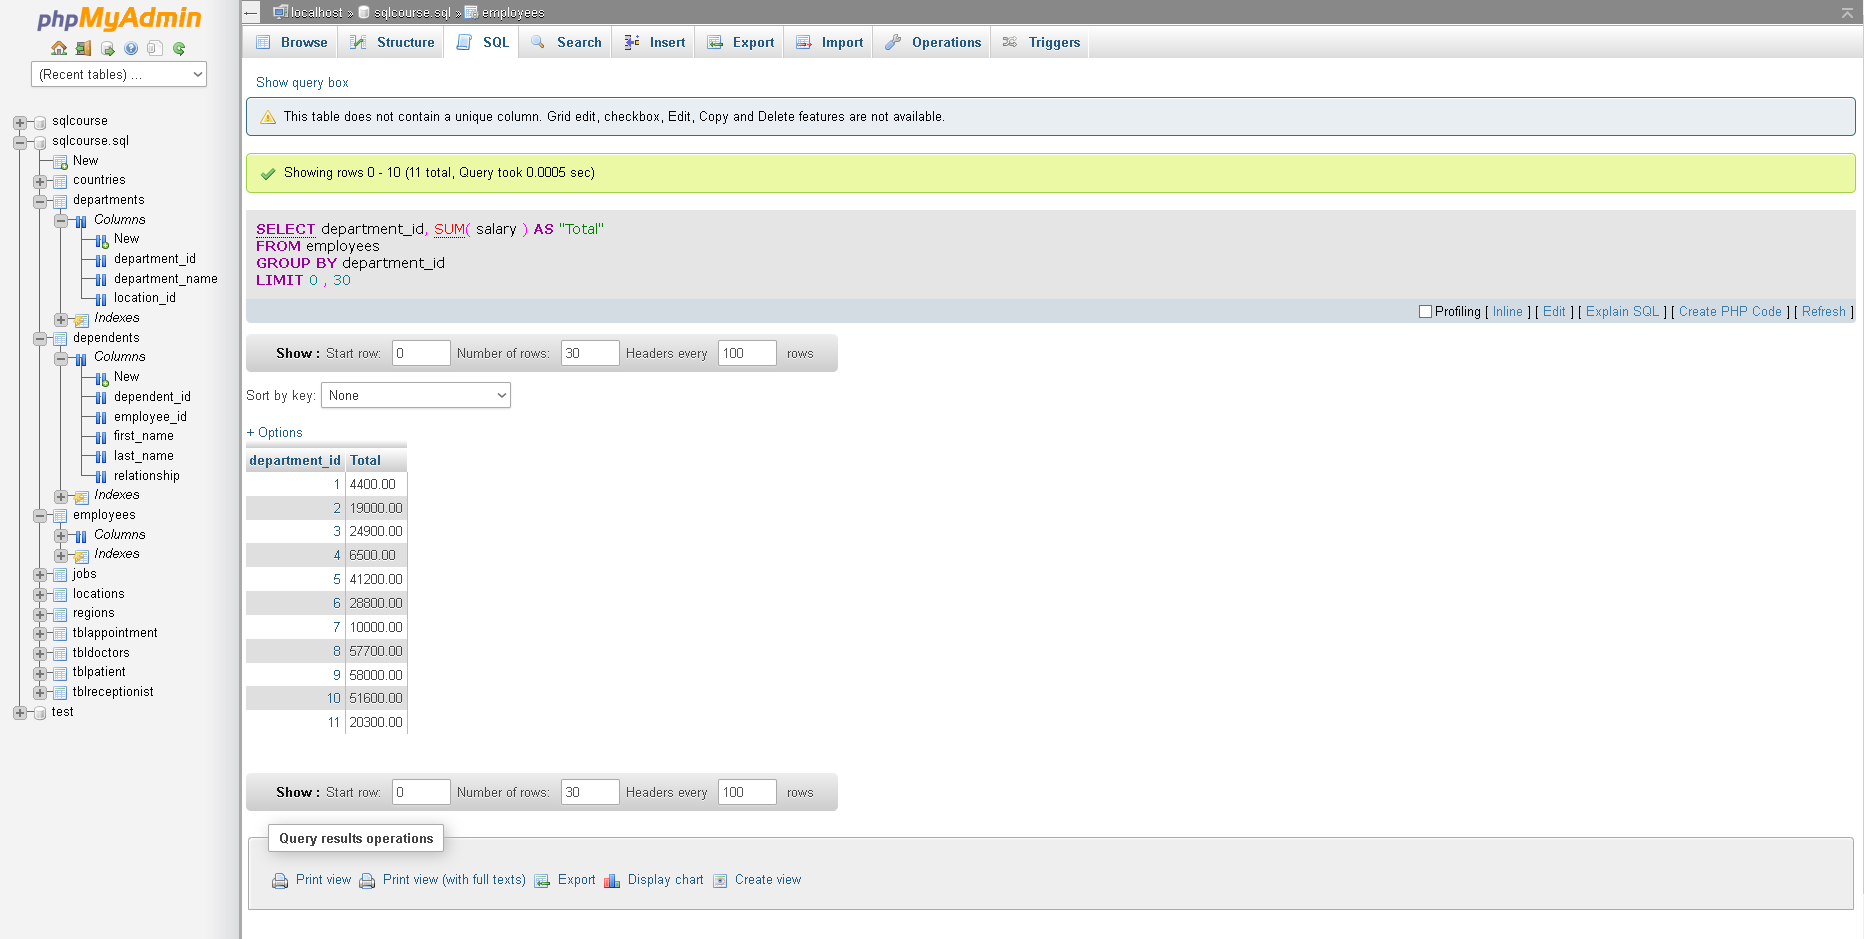 phpMyAdmin
(Recent tables) ...
sqlcourse
sqlcourse.sql
New
countries
departments
Columns
New
department_id
department_name
location_id
Indexes
dependents
Columns
New
dependent_id
employee_id
first_name
last_name
relationship
Indexes
employees
Columns
Indexes
jobs
locations
regions
tblappointment
tbldoctors
tblpatient
tblreceptionist
test
localhost » sqlcourse.sql » employees
Browse Structure SQL Search Insert Export Import Operations Triggers
Show query box
This table does not contain a unique column. Grid edit, checkbox, Edit, Copy and Delete features are not available.
Showing rows 0 - 10 (11 total, Query took 0.0005 sec)
SELECT department_id, SUM( salary ) AS "Total"
FROM employees
GROUP BY department_id
LIMIT 0 , 30
Profiling [ Inline ] [ Edit ] [ Explain SQL ] [ Create PHP Code ] [ Refresh ]
Show : Start row: 0 Number of rows: 30 Headers every 100 rows
Sort by key: None
+ Options
department_id Total
1 4400.00
2 19000.00
3 24900.00
4 6500.00
5 41200.00
6 28800.00
7 10000.00
8 57700.00
9 58000.00
10 51600.00
11 20300.00
Show : Start row: 0 Number of rows: 30 Headers every 100 rows
Query results operations
Print view Print view (with full texts) Export Display chart Create view